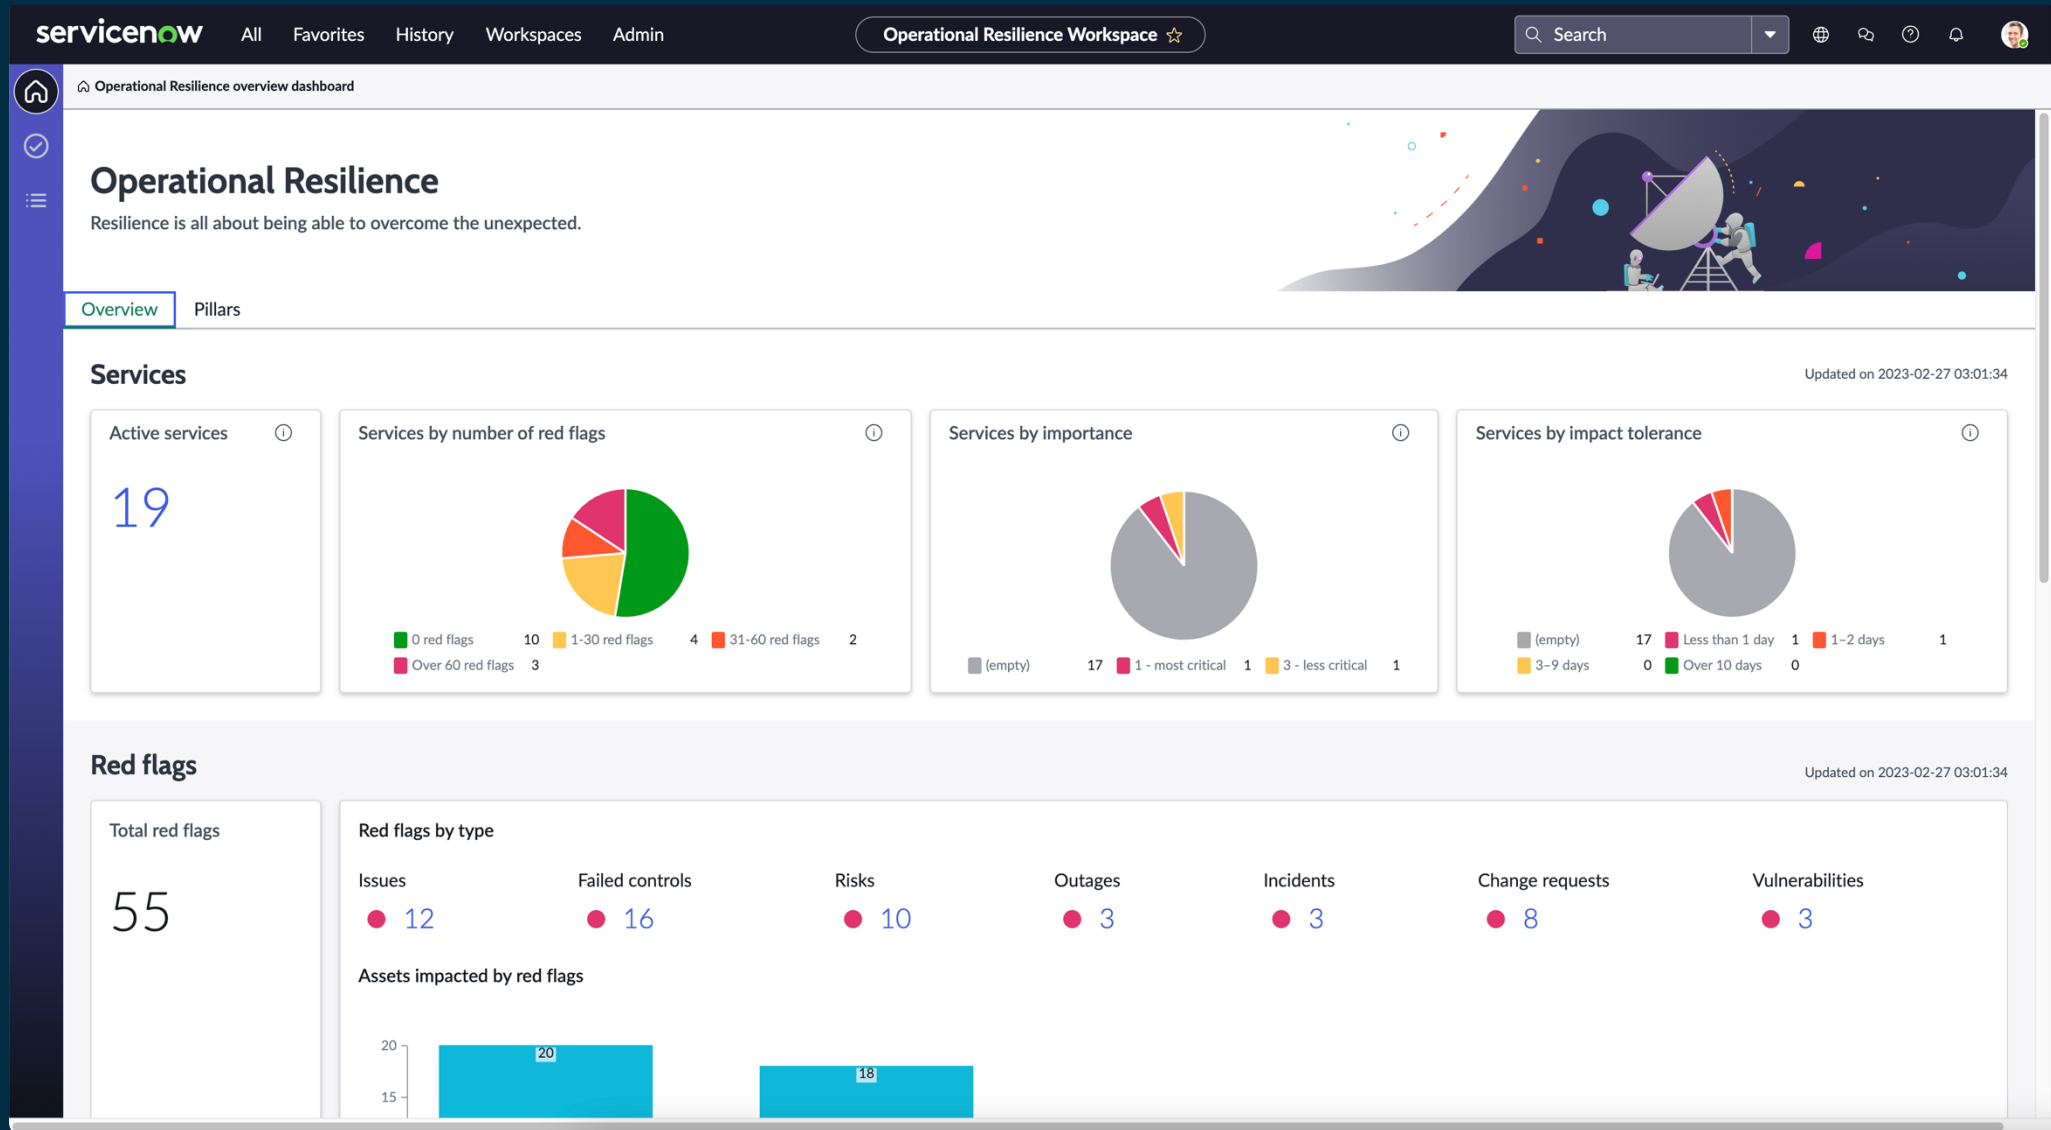 servicenow All Favorites History Workspaces Admin Operational Resilience Workspace Search
Operational Resilience overview dashboard
Operational Resilience
Resilience is all about being able to overcome the unexpected.
Overview Pillars
Services Updated on 2023-02-27 03:01:34
Active services
19
Services by number of red flags
0 red flags 10 1-30 red flags 4 31-60 red flags 2
Over 60 red flags 3
Services by importance
(empty) 17 1 - most critical 1 3 - less critical 1
Services by impact tolerance
(empty) 17 Less than 1 day 1 1–2 days 1
3–9 days 0 Over 10 days 0
Red flags Updated on 2023-02-27 03:01:34
Total red flags
55
Red flags by type
Issues Failed controls Risks Outages Incidents Change requests Vulnerabilities
12 16 10 3 3 8 3
Assets impacted by red flags
20
20
18
15